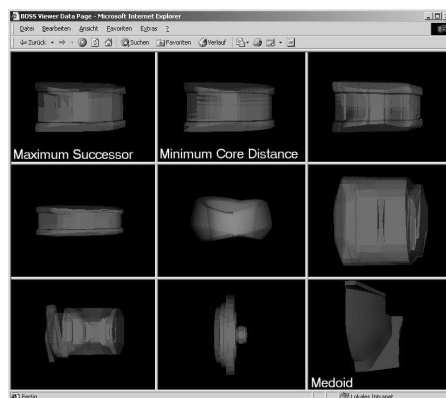 BOSS Viewer Data Page - Microsoft Internet Explorer
Datei Bearbeiten Ansicht Favoriten Extras ?
Zurück Suchen Favoriten Verlauf
Maximum Successor Minimum Core Distance
Medoid
Fertig Lokales Intranet